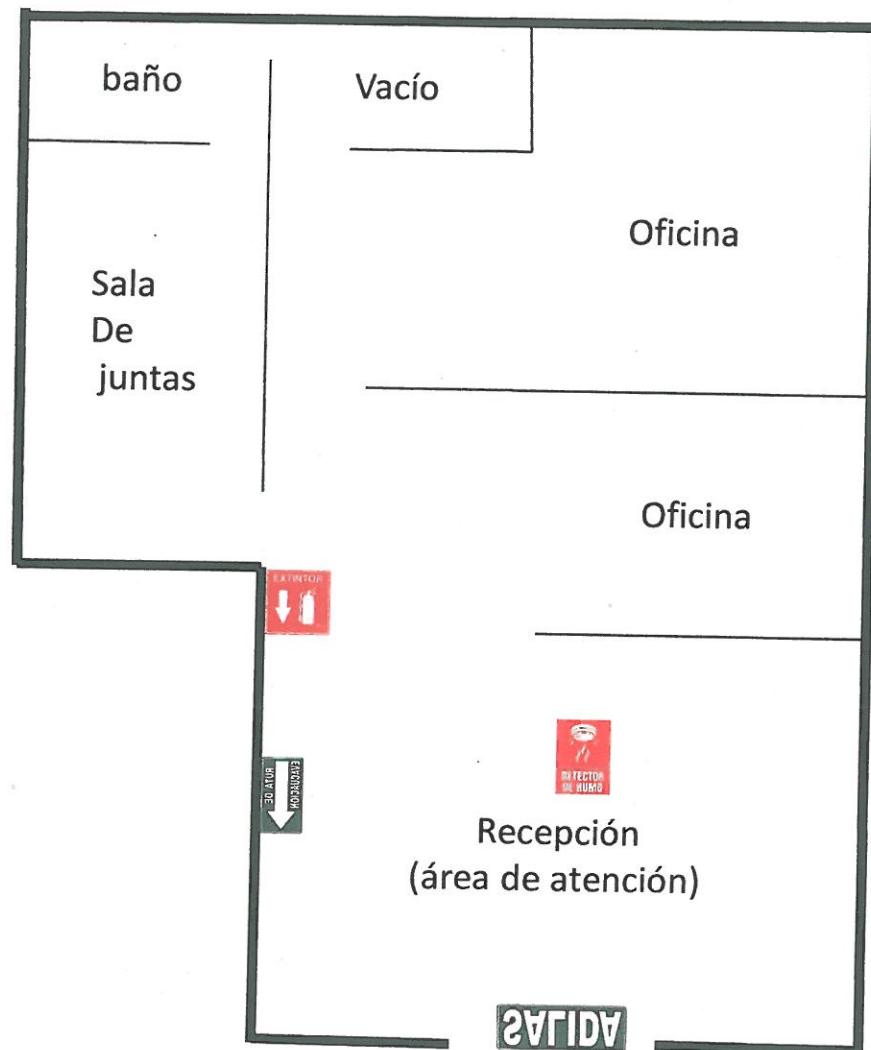 baño
Vacío
Oficina
Sala
De
juntas
Oficina
EXTINTOR
RUTA DE
EVACUACION
DETECTOR
DE HUMO
Recepción
(área de atención)
SALIDA